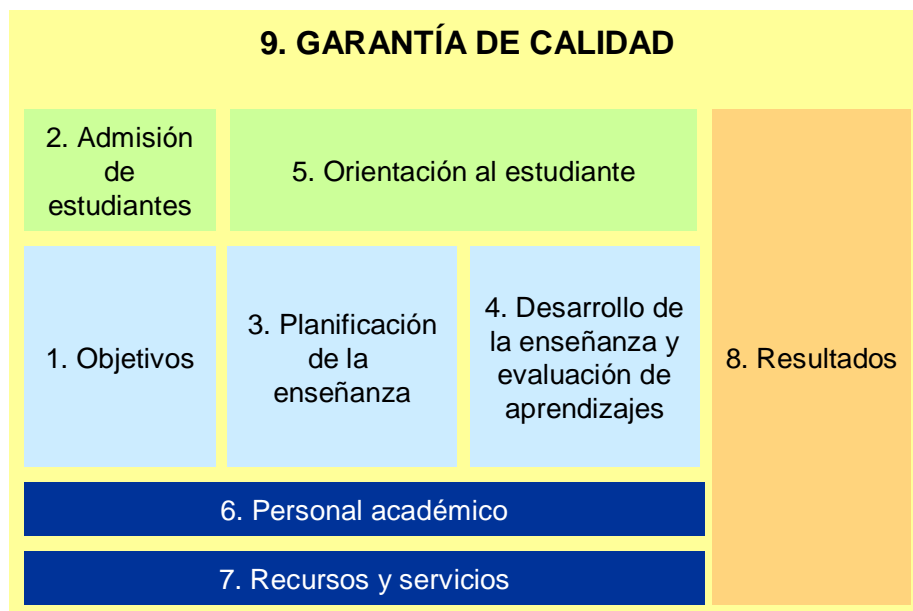 9. GARANTÍA DE CALIDAD
2. Admisión
de
estudiantes
5. Orientación al estudiante
1. Objetivos
3. Planificación
de la
enseñanza
4. Desarrollo de
la enseñanza y
evaluación de
aprendizajes
8. Resultados
6. Personal académico
7. Recursos y servicios